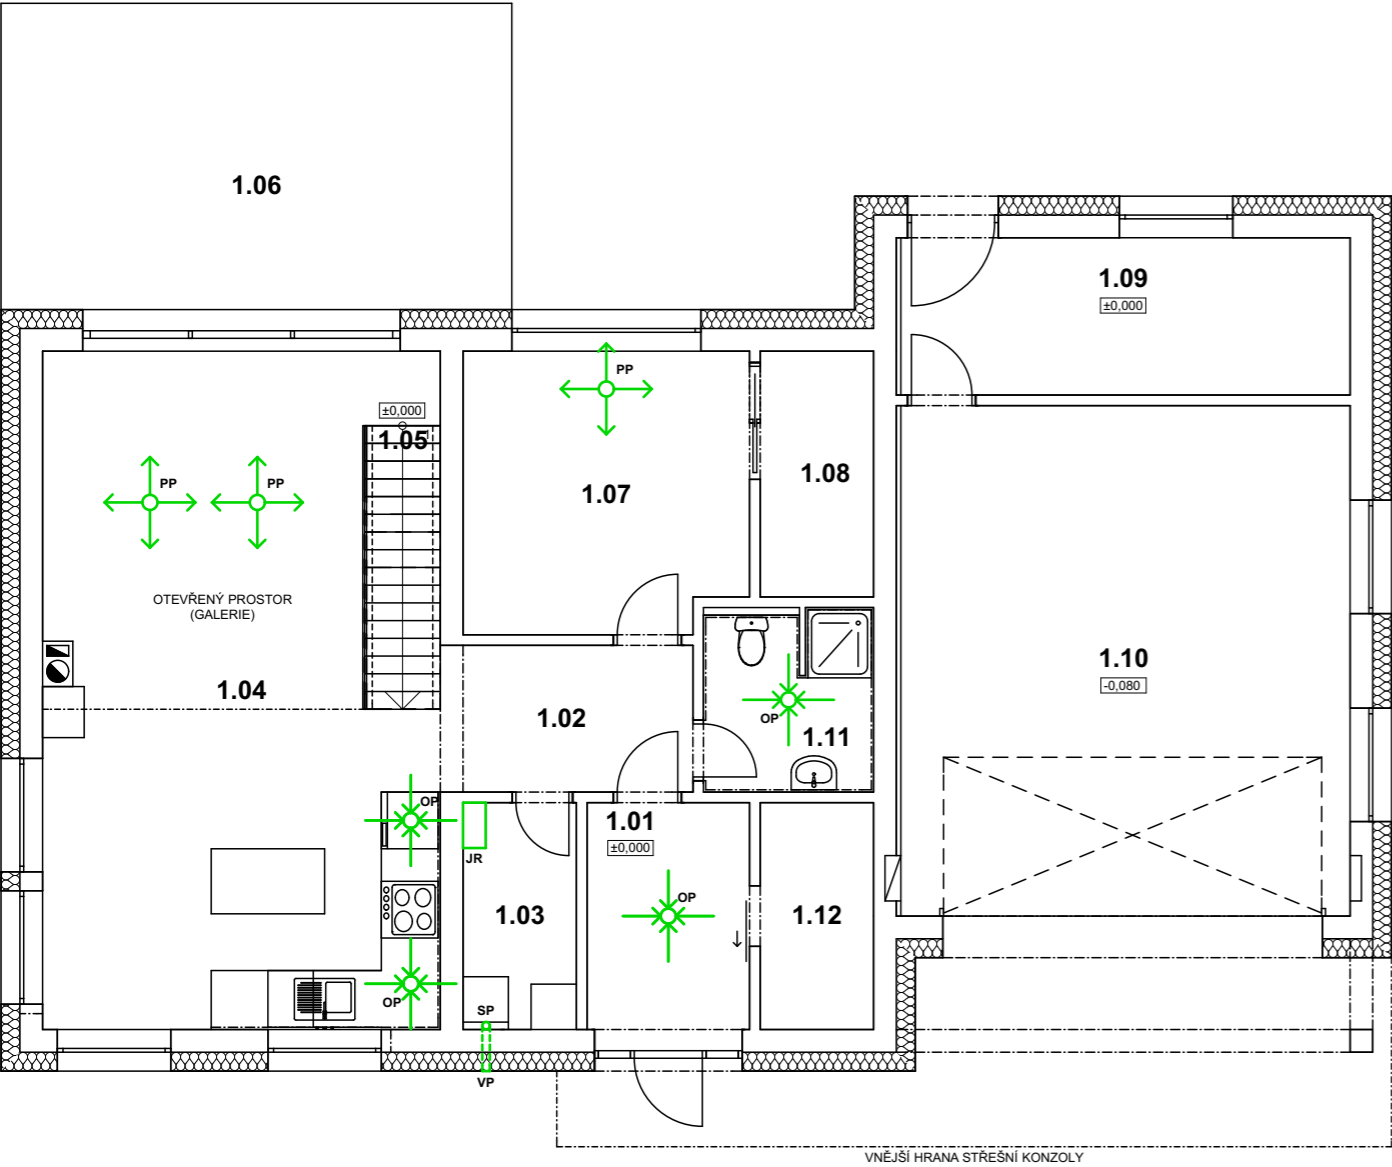 1.06
1.09
±0,000
PP
±0,000
1.05
1.08
PP
PP
1.07
OTEVŘENÝ PROSTOR
(GALERIE)
1.10
-0,080
1.04
1.02
OP
1.11
OP
1.01
±0,000
JR
OP
1.03
1.12
OP
SP
VP
VNĚJŠÍ HRANA STŘEŠNÍ KONZOLY